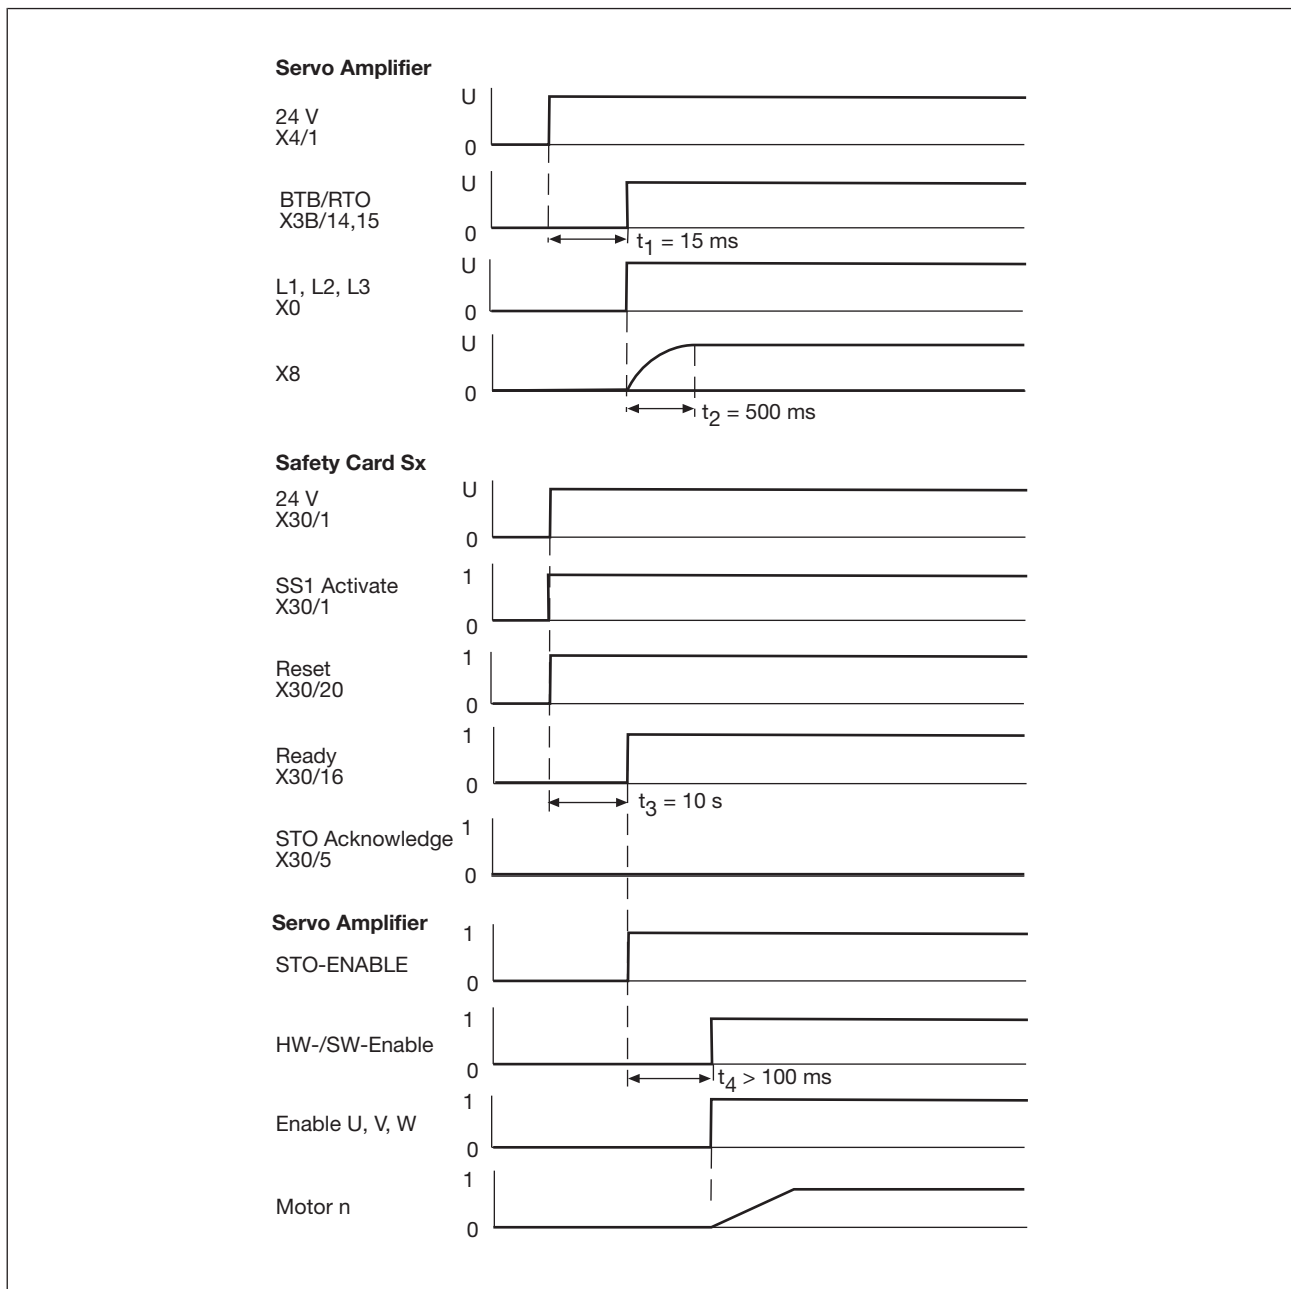 Servo Amplifier
U
24 V
X4/1
0
U
BTB/RTO
X3B/14,15
0
t1 = 15 ms
U
L1, L2, L3
X0
0
U
X8
0
t2 = 500 ms
Safety Card Sx
U
24 V
X30/1
0
1
SS1 Activate
X30/1
0
1
Reset
X30/20
0
1
Ready
X30/16
0
t3 = 10 s
1
STO Acknowledge
X30/5
0
Servo Amplifier
1
STO-ENABLE
0
1
HW-/SW-Enable
0
t4 > 100 ms
1
Enable U, V, W
0
1
Motor n
0